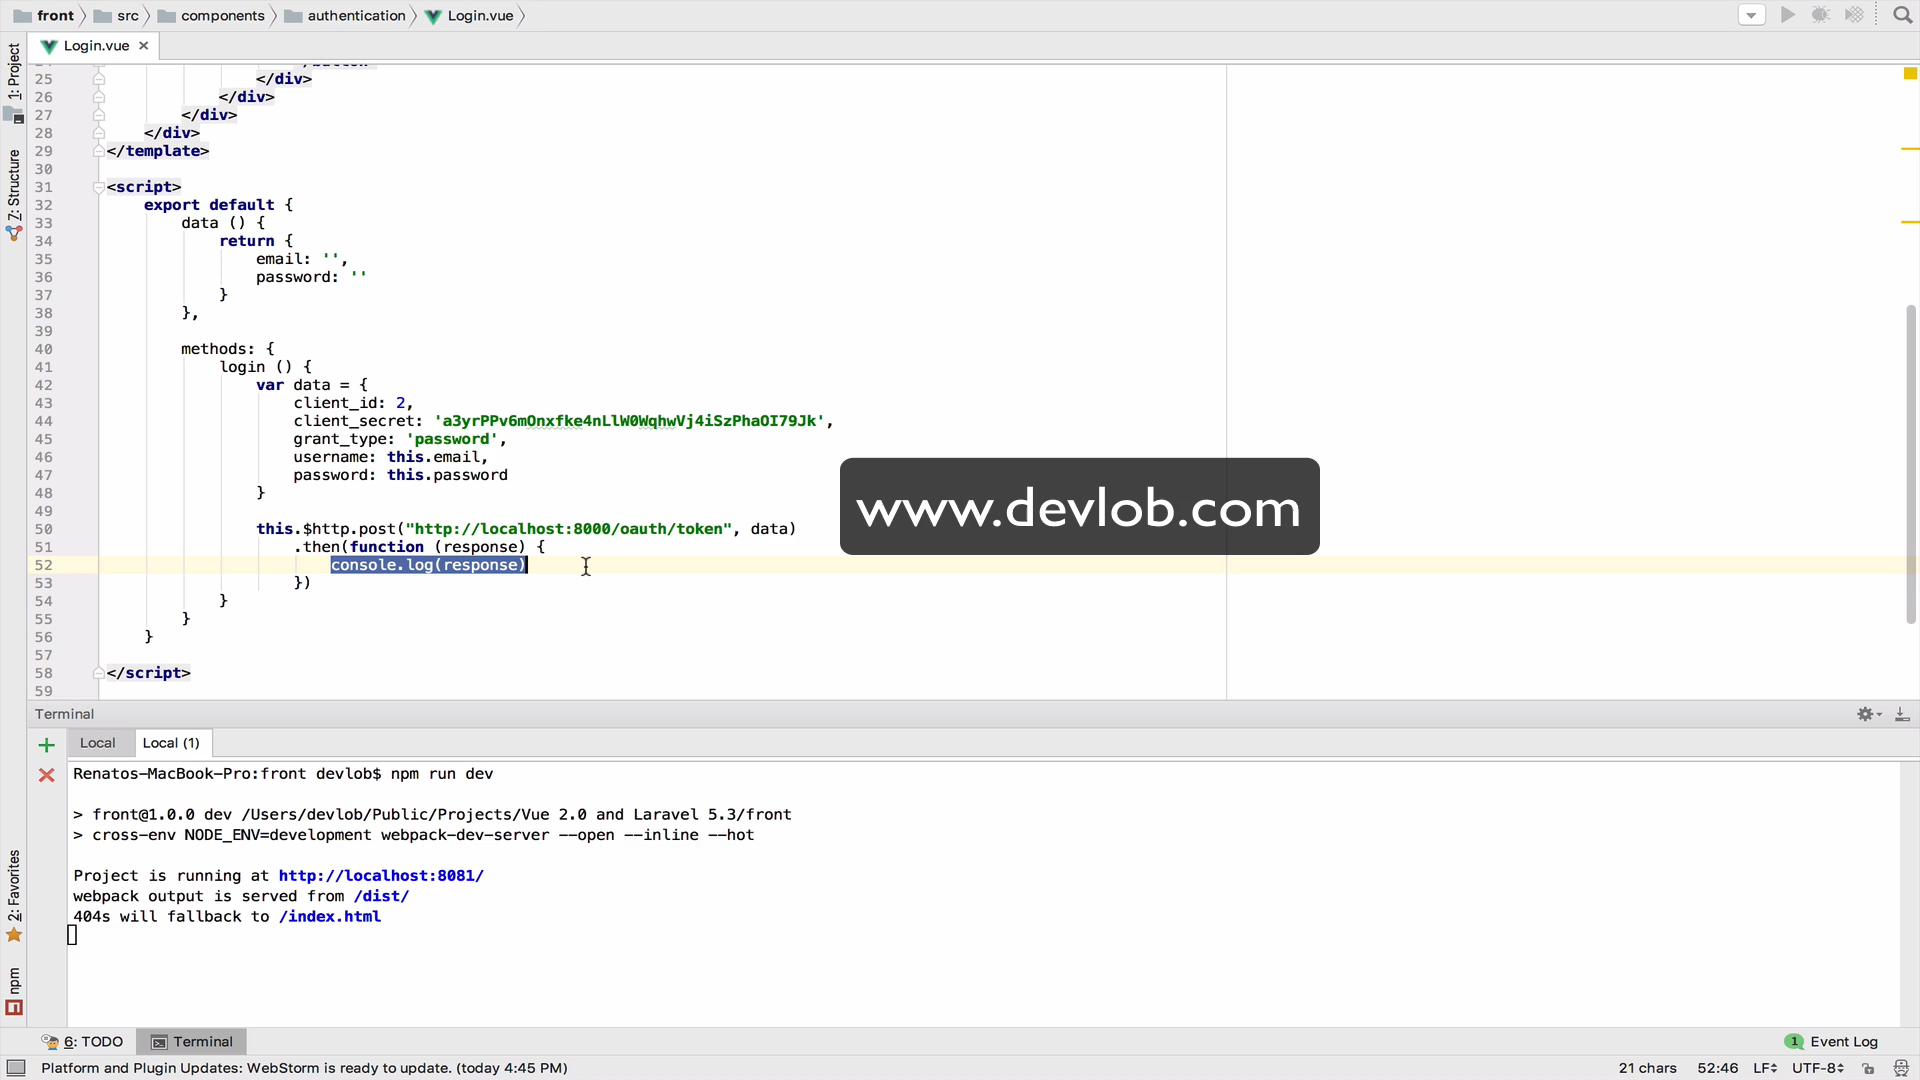 front src components authentication Login.vue
Login.vue
1: Project
7: Structure
2: Favorites
npm
25 </div>
26 </div>
27 </div>
28 </div>
29 </template>
30
31 <script>
32 export default {
33 data () {
34 return {
35 email: '',
36 password: ''
37 }
38 },
39
40 methods: {
41 login () {
42 var data = {
43 client_id: 2,
44 client_secret: 'a3yrPPv6mOnxfke4nLlW0WqhwVj4iSzPhaOI79Jk',
45 grant_type: 'password',
46 username: this.email,
47 password: this.password
48 }
49
50 this.$http.post("http://localhost:8000/oauth/token", data)
51 .then(function (response) {
52 console.log(response)
53 })
54 }
55 }
56 }
57
58 </script>
59
www.devlob.com
Terminal
Local Local (1)
Renatos-MacBook-Pro:front devlob$ npm run dev
> front@1.0.0 dev /Users/devlob/Public/Projects/Vue 2.0 and Laravel 5.3/front
> cross-env NODE_ENV=development webpack-dev-server --open --inline --hot
Project is running at http://localhost:8081/
webpack output is served from /dist/
404s will fallback to /index.html
6: TODO Terminal 1 Event Log
Platform and Plugin Updates: WebStorm is ready to update. (today 4:45 PM) 21 chars 52:46 LF UTF-8